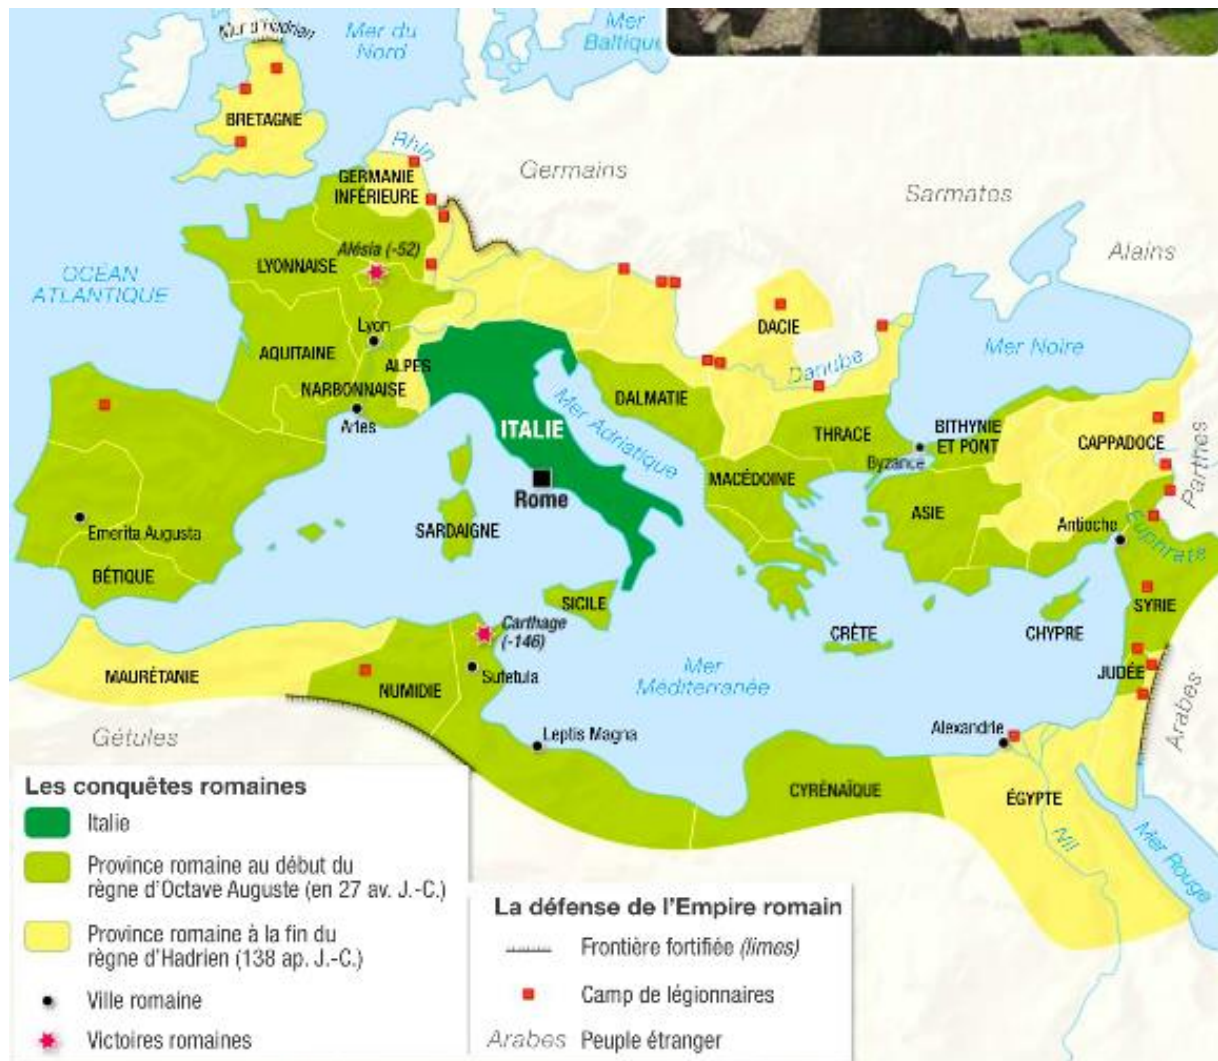 Mur d'Hadrien
Mer du
Nord
Mer
Baltique
BRETAGNE
Rhin
Germains
GERMANIE
INFÉRIEURE
Sarmates
Alains
Alésia (-52)
LYONNAISE
OCÉAN
ATLANTIQUE
Lyon
DACIE
Mer Noire
AQUITAINE
ALPES
Danube
NARBONNAISE
DALMATIE
Arles
ITALIE
Mer Adriatique
THRACE
BITHYNIE
ET PONT
CAPPADOCE
Parthes
Byzance
MACÉDOINE
Rome
ASIE
Emerita Augusta
SARDAIGNE
Antioche
Euphrate
BÉTIQUE
SICILE
SYRIE
Carthage
(-146)
CRÈTE
CHYPRE
MAURÉTANIE
Sufetula
NUMIDIE
Mer
Méditerranée
JUDÉE
Arabes
Gétules
Leptis Magna
Alexandrie
CYRÉNAÏQUE
ÉGYPTE
Nil
Mer Rouge
Les conquêtes romaines
Italie
Province romaine au début du
règne d'Octave Auguste (en 27 av. J.-C.)
Province romaine à la fin du
règne d'Hadrien (138 ap. J.-C.)
Ville romaine
Victoires romaines
La défense de l'Empire romain
Frontière fortifiée (limes)
Camp de légionnaires
Arabes Peuple étranger